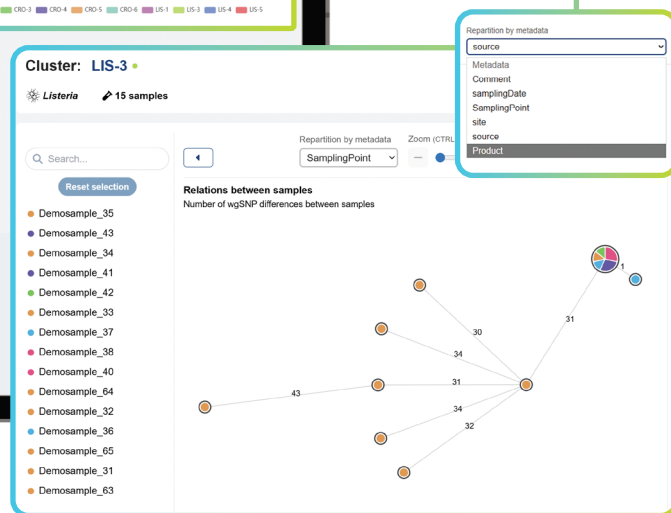 CRO-3 CRO-4 CRO-5 CRO-6 LIS-1 LIS-3 LIS-4 LIS-5
Repartition by metadata
source
Metadata
Comment
samplingDate
SamplingPoint
site
source
Product
Cluster: LIS-3
Listeria 15 samples
Repartition by metadata Zoom (CTRL
SamplingPoint
Search...
Reset selection
Relations between samples
Number of wgSNP differences between samples
Demosample_35
Demosample_43
Demosample_34
Demosample_41
Demosample_42
Demosample_33
Demosample_37
Demosample_38
Demosample_40
Demosample_64
Demosample_32
Demosample_36
Demosample_65
Demosample_31
Demosample_63
1
31
30
34
31
43
34
32